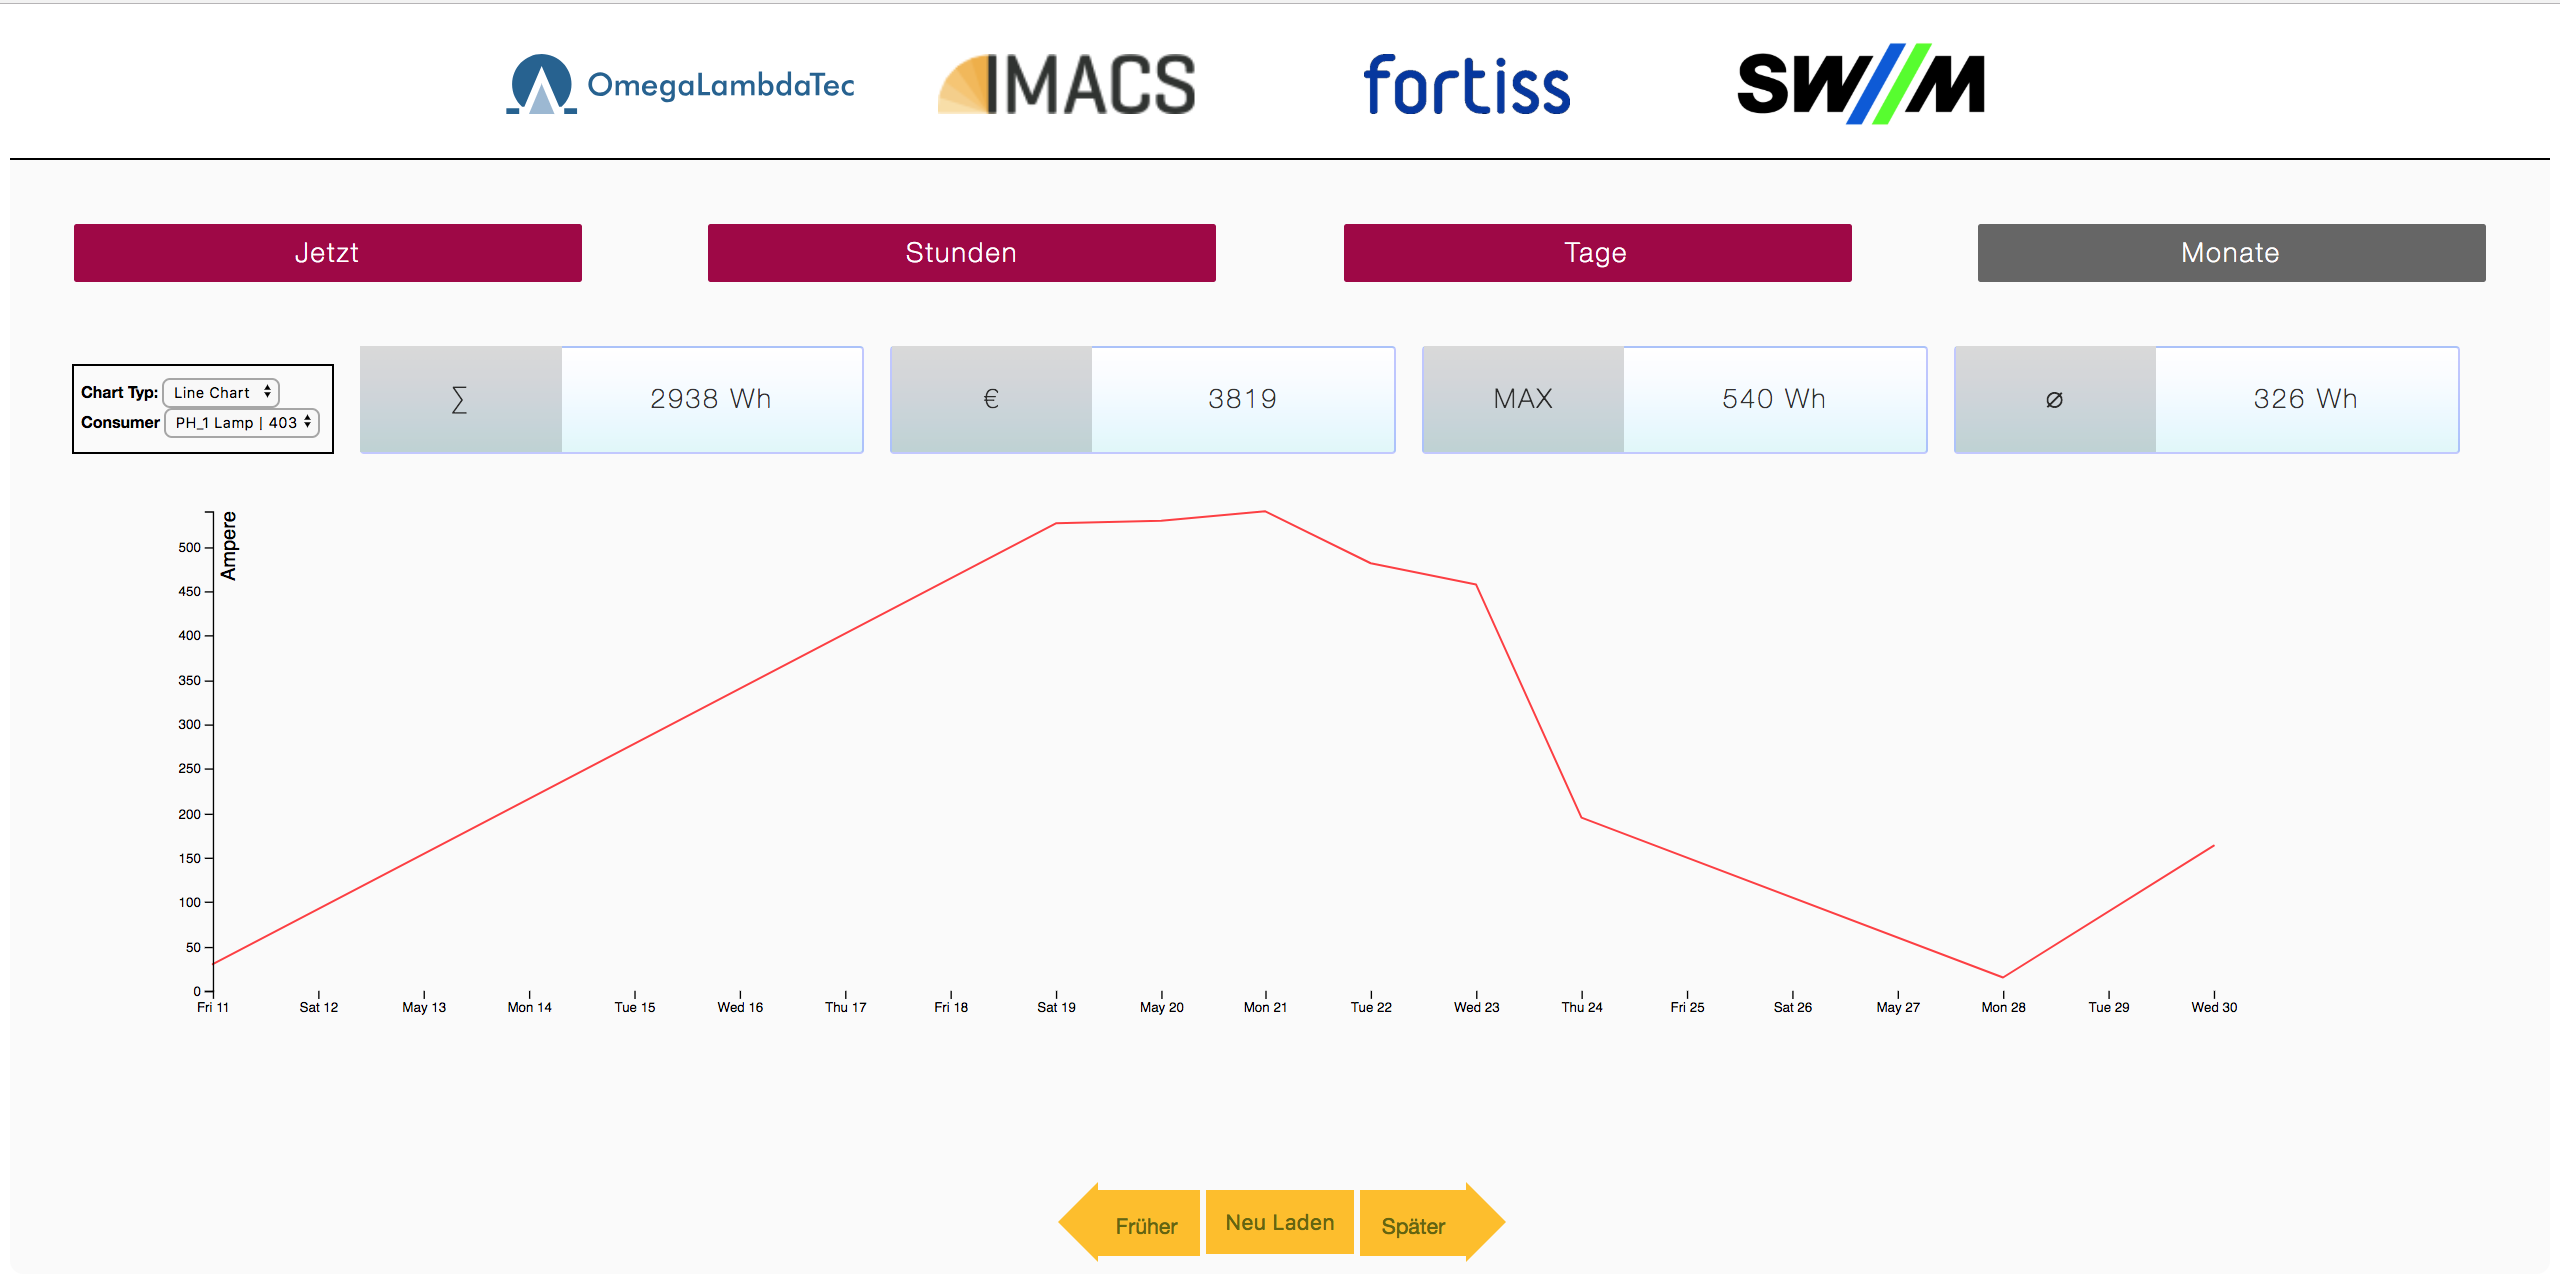 OmegaLambdaTec
IMACS
fortiss
SW//M
Jetzt
Stunden
Tage
Monate
Chart Typ: Line Chart
Consumer PH_1 Lamp | 403
∑ 2938 Wh
€ 3819
MAX 540 Wh
⌀ 326 Wh
Ampere
500
450
400
350
300
250
200
150
100
50
0
Fri 11 Sat 12 May 13 Mon 14 Tue 15 Wed 16 Thu 17 Fri 18 Sat 19 May 20 Mon 21 Tue 22 Wed 23 Thu 24 Fri 25 Sat 26 May 27 Mon 28 Tue 29 Wed 30
Früher
Neu Laden
Später